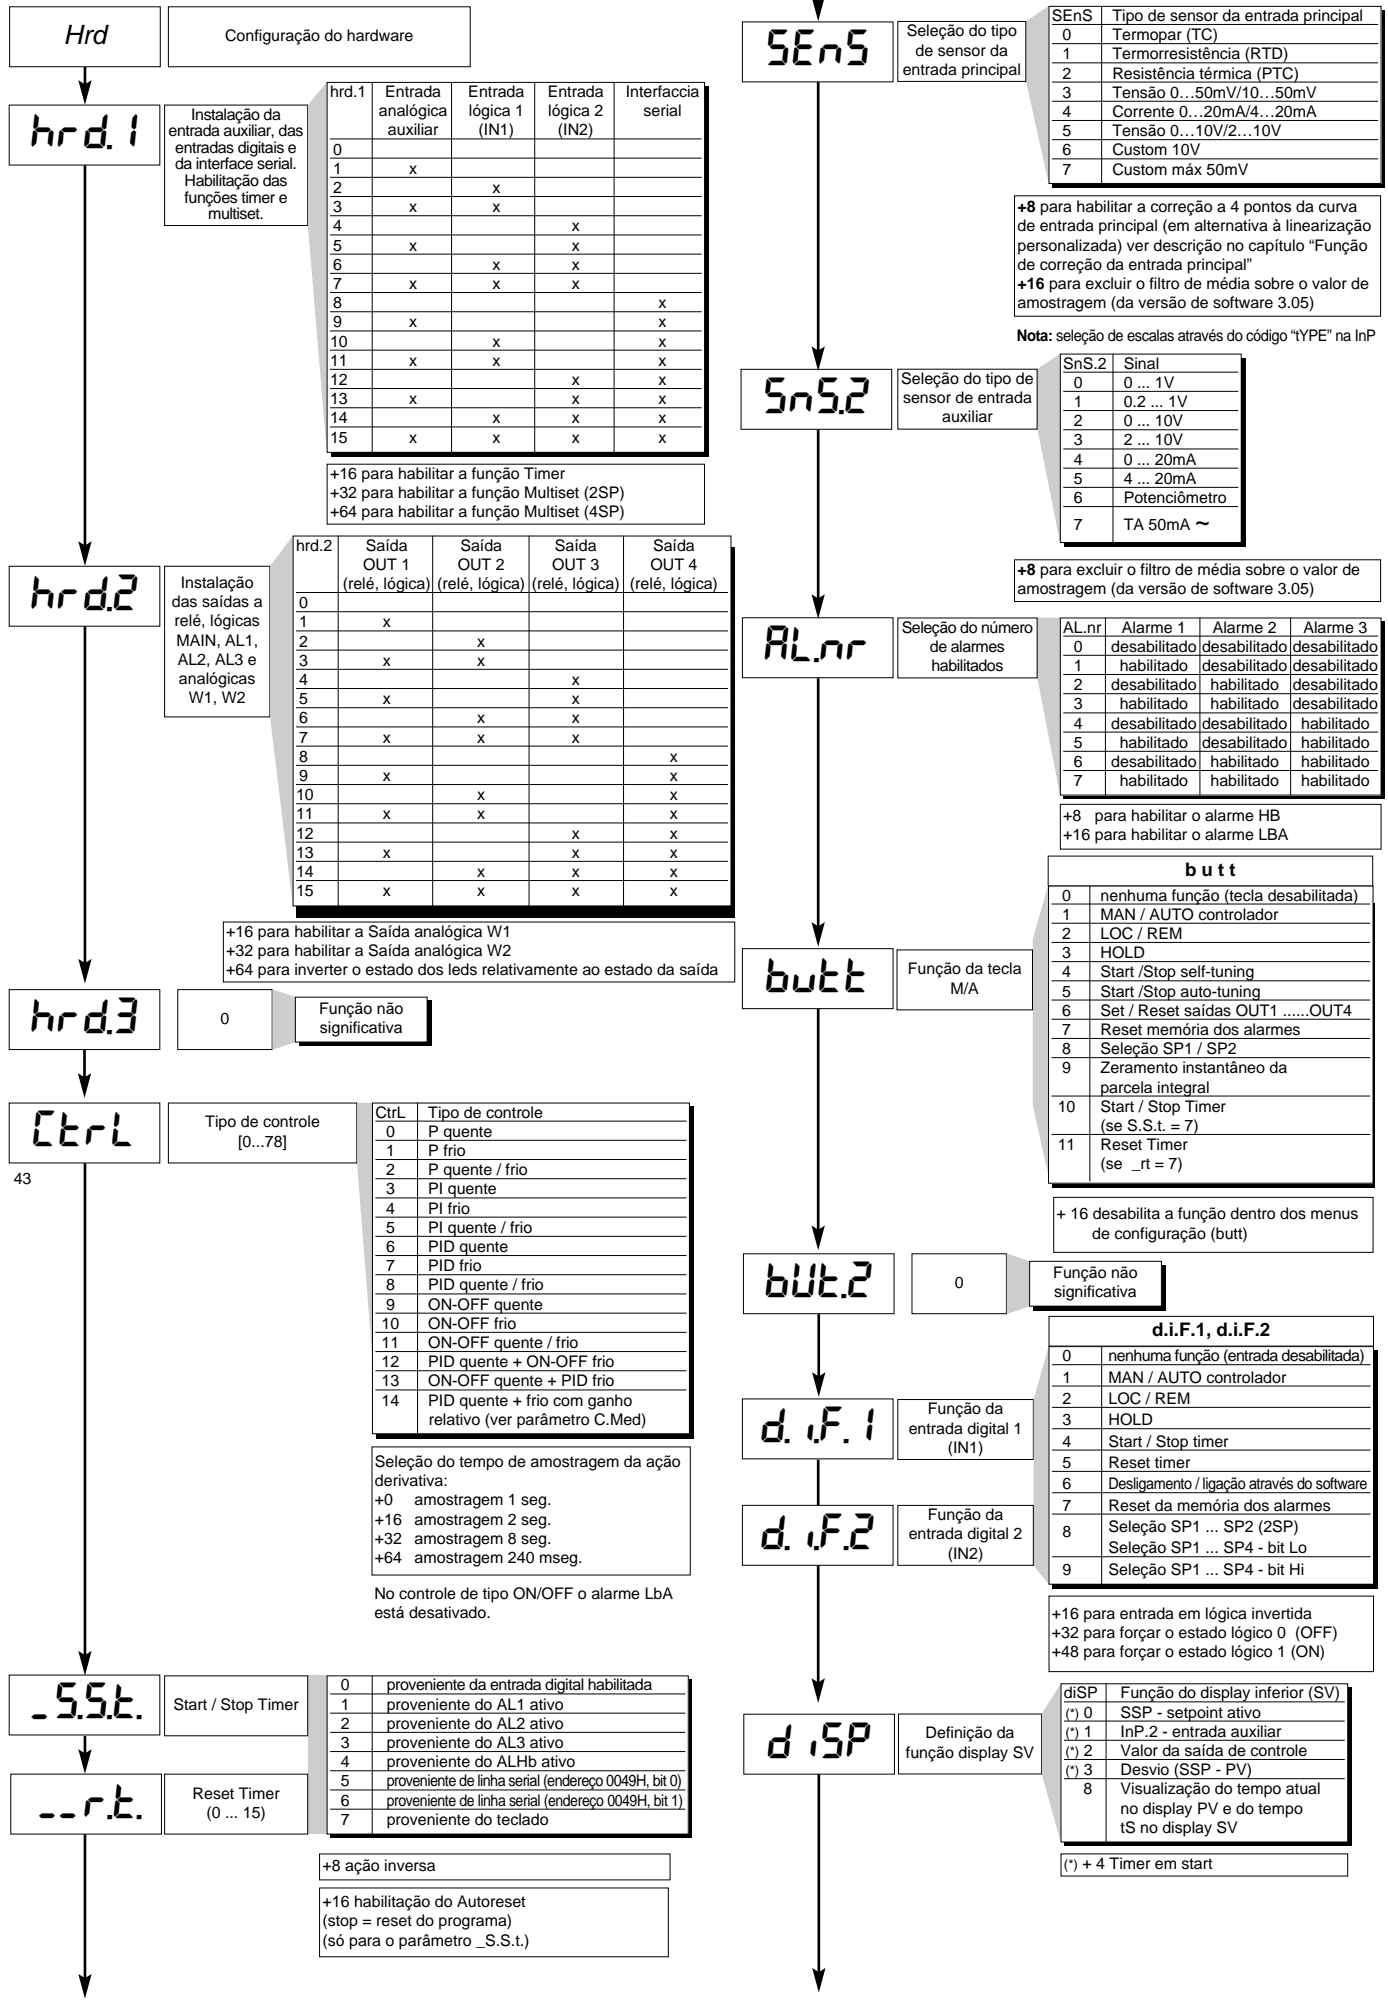 Hrd
Configuração do hardware
hrd.1
Instalação da
entrada auxiliar, das
entradas digitais e
da interface serial.
Habilitação das
funções timer e
multiset.
hrd.1 Entrada analógica auxiliar Entrada lógica 1 (IN1) Entrada lógica 2 (IN2) Interfaccia serial
0
1 x
2 x
3 x x
4 x
5 x x
6 x x
7 x x x
8 x
9 x x
10 x x
11 x x x
12 x x
13 x x x
14 x x x
15 x x x x
+16 para habilitar a função Timer
+32 para habilitar a função Multiset (2SP)
+64 para habilitar a função Multiset (4SP)
hrd.2
Instalação
das saídas a
relé, lógicas
MAIN, AL1,
AL2, AL3 e
analógicas
W1, W2
hrd.2 Saída OUT 1 (relé, lógica) Saída OUT 2 (relé, lógica) Saída OUT 3 (relé, lógica) Saída OUT 4 (relé, lógica)
0
1 x
2 x
3 x x
4 x
5 x x
6 x x
7 x x x
8 x
9 x x
10 x x
11 x x x
12 x x
13 x x x
14 x x x
15 x x x x
+16 para habilitar a Saída analógica W1
+32 para habilitar a Saída analógica W2
+64 para inverter o estado dos leds relativamente ao estado da saída
hrd.3
0
Função não
significativa
CtrL
43
Tipo de controle
[0...78]
CtrL Tipo de controle
0 P quente
1 P frio
2 P quente / frio
3 PI quente
4 PI frio
5 PI quente / frio
6 PID quente
7 PID frio
8 PID quente / frio
9 ON-OFF quente
10 ON-OFF frio
11 ON-OFF quente / frio
12 PID quente + ON-OFF frio
13 ON-OFF quente + PID frio
14 PID quente + frio com ganho
relativo (ver parâmetro C.Med)
Seleção do tempo de amostragem da ação
derivativa:
+0 amostragem 1 seg.
+16 amostragem 2 seg.
+32 amostragem 8 seg.
+64 amostragem 240 mseg.
No controle de tipo ON/OFF o alarme LbA
está desativado.
_S.S.t.
Start / Stop Timer
__r.t.
Reset Timer
(0 ... 15)
0 proveniente da entrada digital habilitada
1 proveniente do AL1 ativo
2 proveniente do AL2 ativo
3 proveniente do AL3 ativo
4 proveniente do ALHb ativo
5 proveniente de linha serial (endereço 0049H, bit 0)
6 proveniente de linha serial (endereço 0049H, bit 1)
7 proveniente do teclado
+8 ação inversa
+16 habilitação do Autoreset
(stop = reset do programa)
(só para o parâmetro _S.S.t.)
SEnS
Seleção do tipo
de sensor da
entrada principal
SEnS Tipo de sensor da entrada principal
0 Termopar (TC)
1 Termorresistência (RTD)
2 Resistência térmica (PTC)
3 Tensão 0…50mV/10…50mV
4 Corrente 0…20mA/4…20mA
5 Tensão 0…10V/2…10V
6 Custom 10V
7 Custom máx 50mV
+8 para habilitar a correção a 4 pontos da curva
de entrada principal (em alternativa à linearização
personalizada) ver descrição no capítulo “Função
de correção da entrada principal”
+16 para excluir o filtro de média sobre o valor de
amostragem (da versão de software 3.05)
Nota: seleção de escalas através do código “tYPE” na InP
SnS.2
Seleção do tipo de
sensor de entrada
auxiliar
SnS.2 Sinal
0 0 ... 1V
1 0.2 ... 1V
2 0 ... 10V
3 2 ... 10V
4 0 ... 20mA
5 4 ... 20mA
6 Potenciômetro
7 TA 50mA ~
+8 para excluir o filtro de média sobre o valor de
amostragem (da versão de software 3.05)
AL.nr
Seleção do número
de alarmes
habilitados
AL.nr Alarme 1 Alarme 2 Alarme 3
0 desabilitado desabilitado desabilitado
1 habilitado desabilitado desabilitado
2 desabilitado habilitado desabilitado
3 habilitado habilitado desabilitado
4 desabilitado desabilitado habilitado
5 habilitado desabilitado habilitado
6 desabilitado habilitado habilitado
7 habilitado habilitado habilitado
+8 para habilitar o alarme HB
+16 para habilitar o alarme LBA
butt
Função da tecla
M/A
b u t t
0 nenhuma função (tecla desabilitada)
1 MAN / AUTO controlador
2 LOC / REM
3 HOLD
4 Start /Stop self-tuning
5 Start /Stop auto-tuning
6 Set / Reset saídas OUT1 ......OUT4
7 Reset memória dos alarmes
8 Seleção SP1 / SP2
9 Zeramento instantâneo da
parcela integral
10 Start / Stop Timer
(se S.S.t. = 7)
11 Reset Timer
(se _rt = 7)
+ 16 desabilita a função dentro dos menus
de configuração (butt)
bUt.2
0
Função não
significativa
d.i.F.1
Função da
entrada digital 1
(IN1)
d.i.F.2
Função da
entrada digital 2
(IN2)
d.i.F.1, d.i.F.2
0 nenhuma função (entrada desabilitada)
1 MAN / AUTO controlador
2 LOC / REM
3 HOLD
4 Start / Stop timer
5 Reset timer
6 Desligamento / ligação através do software
7 Reset da memória dos alarmes
8 Seleção SP1 ... SP2 (2SP)
Seleção SP1 ... SP4 - bit Lo
9 Seleção SP1 ... SP4 - bit Hi
+16 para entrada em lógica invertida
+32 para forçar o estado lógico 0 (OFF)
+48 para forçar o estado lógico 1 (ON)
diSP
Definição da
função display SV
diSP Função do display inferior (SV)
(*) 0 SSP - setpoint ativo
(*) 1 InP.2 - entrada auxiliar
(*) 2 Valor da saída de controle
(*) 3 Desvio (SSP - PV)
8 Visualização do tempo atual
no display PV e do tempo
tS no display SV
(*) + 4 Timer em start